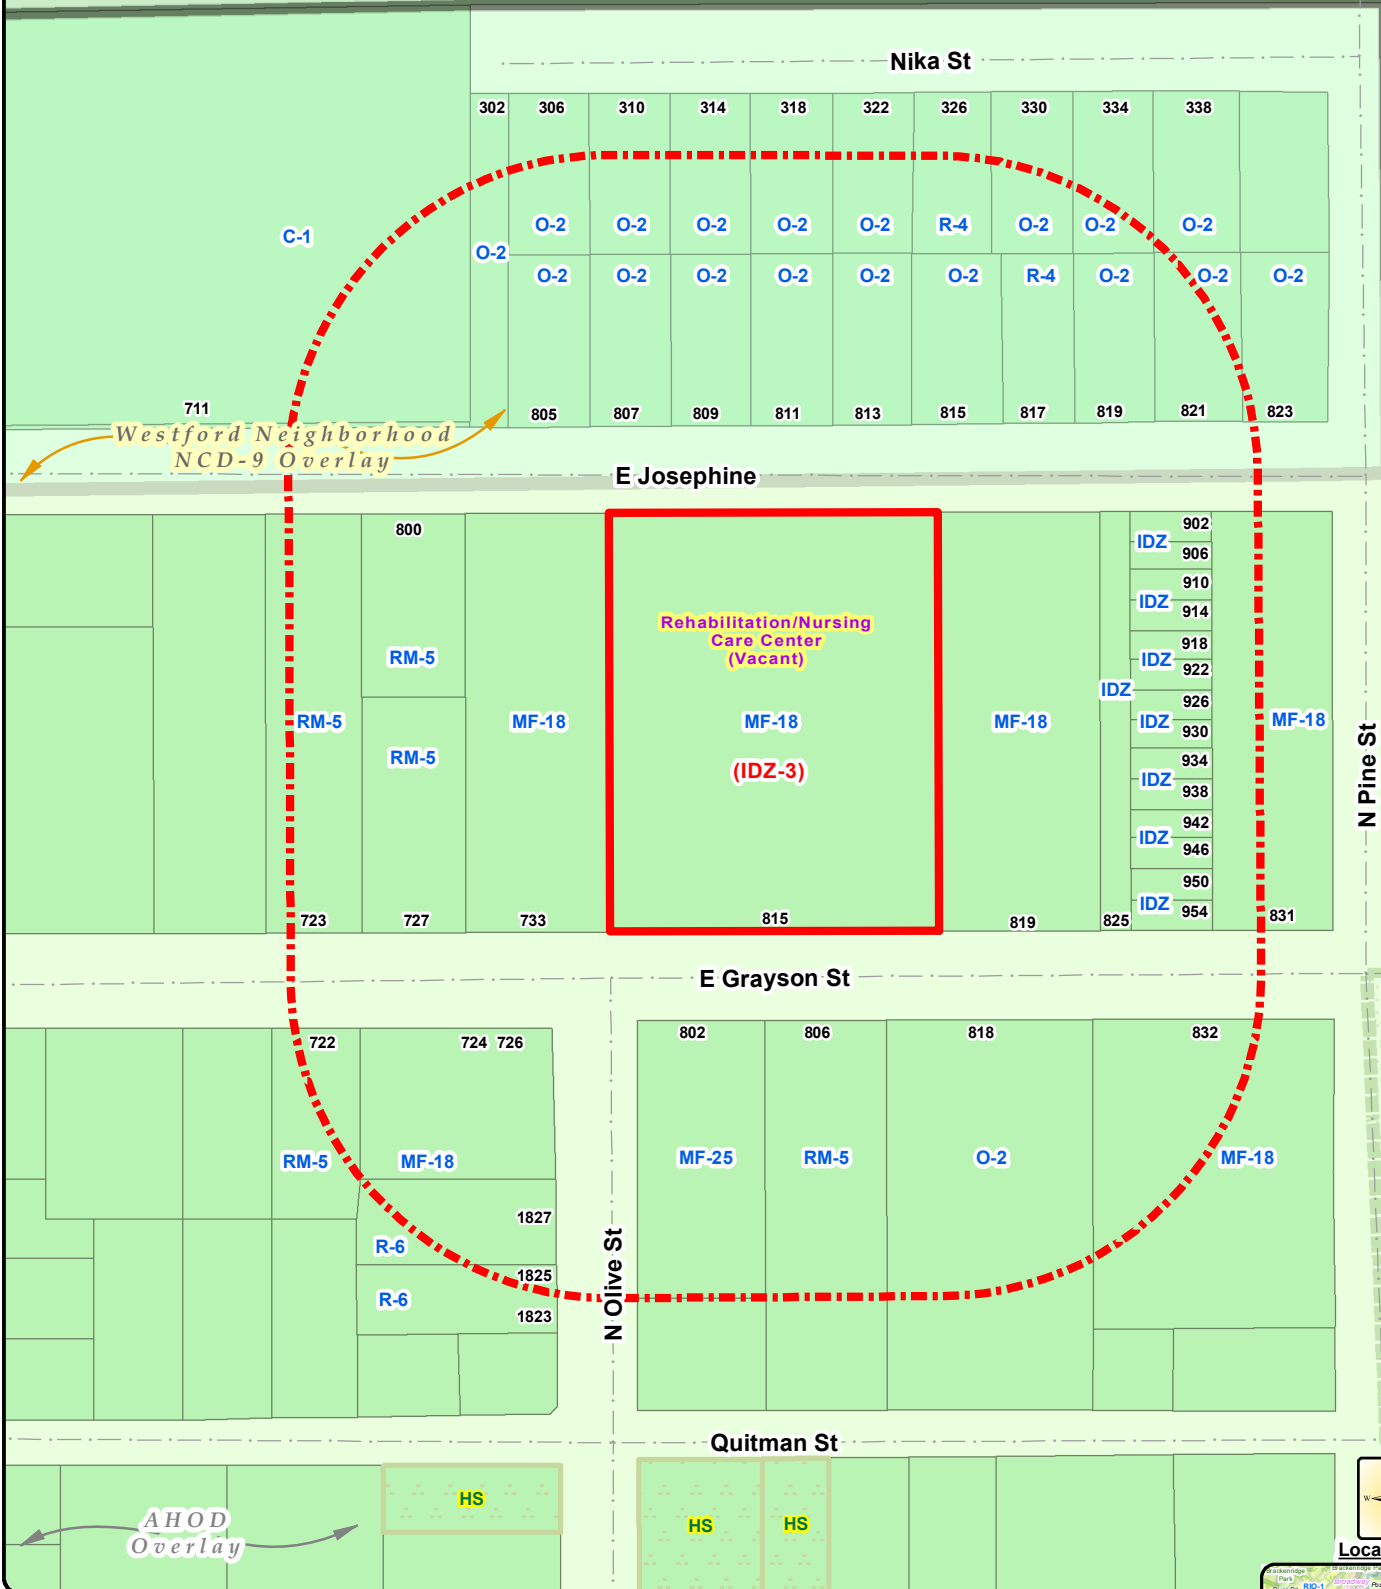 Nika St
302 306 310 314 318 322 326 330 334 338
C-1
O-2 O-2 O-2 O-2 O-2 R-4 O-2 O-2 O-2
O-2
O-2 O-2 O-2 O-2 O-2 O-2 R-4 O-2 O-2 O-2
711
805 807 809 811 813 815 817 819 821 823
Westford Neighborhood
NCD-9 Overlay
E Josephine
800
902
IDZ
906
910
IDZ
914
Rehabilitation/Nursing
Care Center
(Vacant)
918
IDZ
922
RM-5
IDZ
926
RM-5 MF-18 MF-18 MF-18 IDZ MF-18
930
RM-5
934
(IDZ-3)
IDZ
938
942
IDZ
946
950
IDZ
954
723 727 733 815 819 825 831
N Pine St
E Grayson St
722 724 726 802 806 818 832
RM-5 MF-18 MF-25 RM-5 O-2 MF-18
1827
R-6
1825
R-6
1823
N Olive St
Quitman St
HS
HS HS
AHOD
Overlay
W
Loca
Brackenridge
Park
Broadway
RIO-1